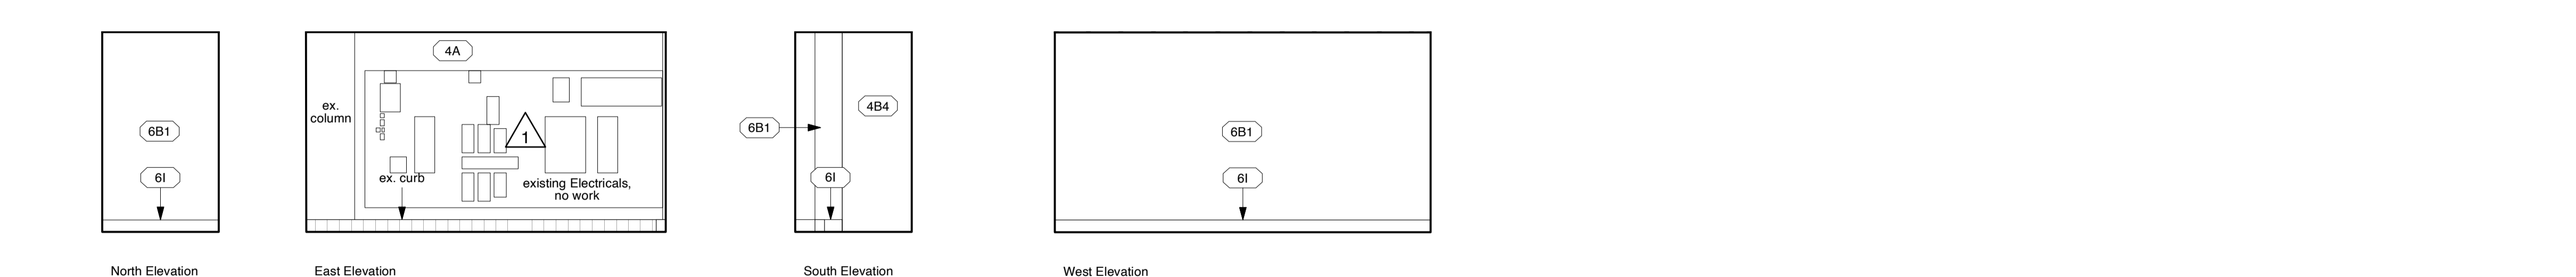 6B1
6I
North Elevation
4A
ex.
column
1
ex. curb
existing Electricals,
no work
East Elevation
6B1
4B4
6I
South Elevation
6B1
6I
West Elevation